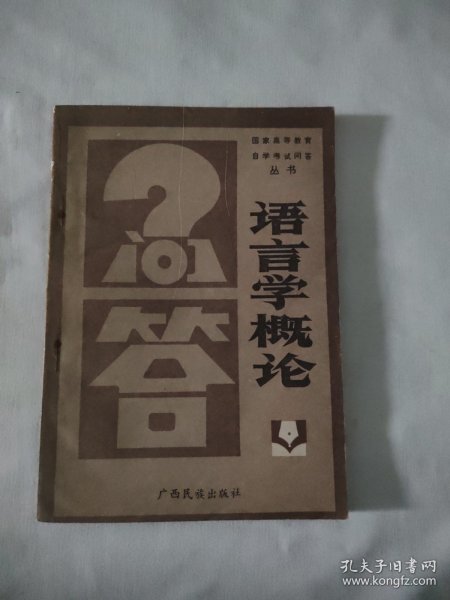 国家高等教育
自学考试问答
丛书
问
答
语言学概论
广西民族出版社
孔夫子旧书网
www.kongfz.com